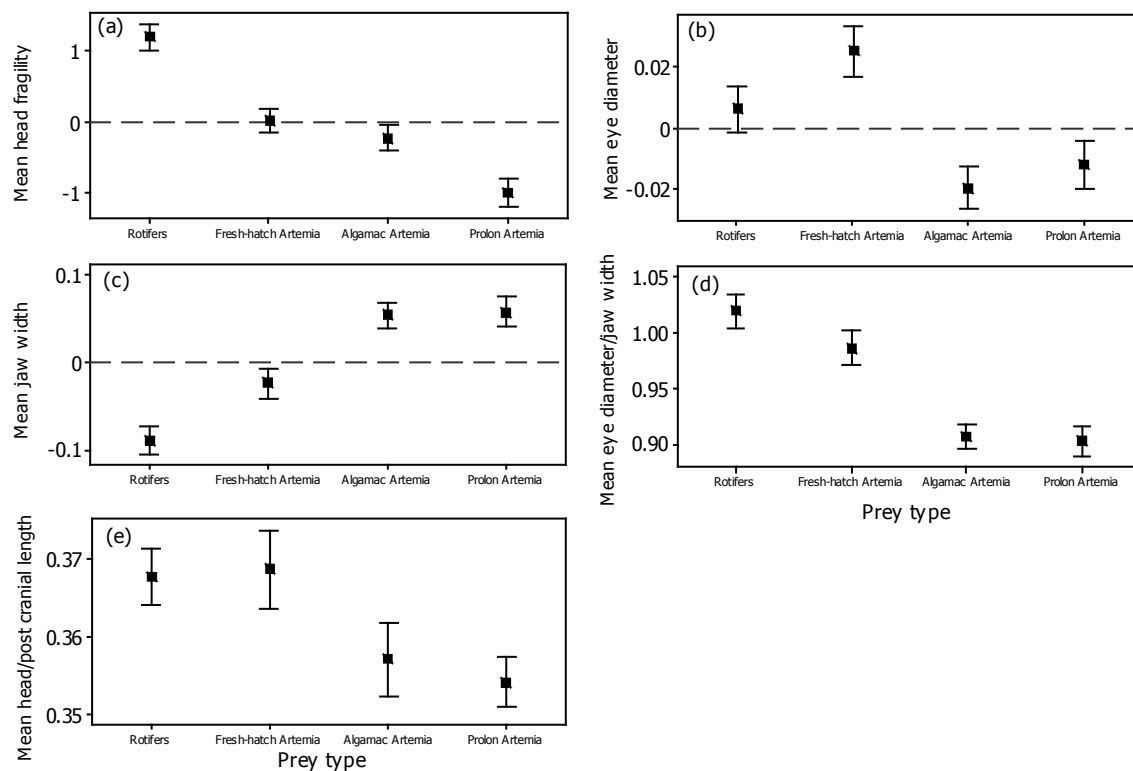 (a)
Mean head fragility
1
0
-1
Rotifers Fresh-hatch Artemia Algamac Artemia Prolon Artemia
(b)
Mean eye diameter
0.02
0
-0.02
Rotifers Fresh-hatch Artemia Algamac Artemia Prolon Artemia
(c)
Mean jaw width
0.1
0
-0.1
Rotifers Fresh-hatch Artemia Algamac Artemia Prolon Artemia
(d)
Mean eye diameter/jaw width
1.05
1.00
0.95
0.90
Rotifers Fresh-hatch Artemia Algamac Artemia Prolon Artemia
Prey type
(e)
Mean head/post cranial length
0.37
0.36
0.35
Rotifers Fresh-hatch Artemia Algamac Artemia Prolon Artemia
Prey type